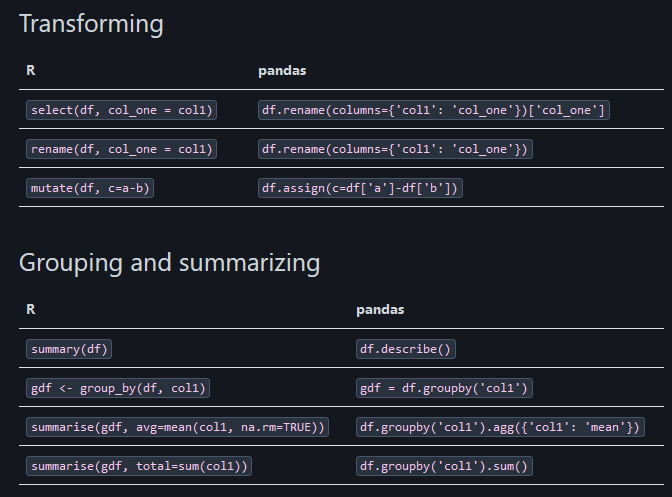 Transforming
R pandas
select(df, col_one = col1) df.rename(columns={'col1': 'col_one'})['col_one']
rename(df, col_one = col1) df.rename(columns={'col1': 'col_one'})
mutate(df, c=a-b) df.assign(c=df['a']-df['b'])
Grouping and summarizing
R pandas
summary(df) df.describe()
gdf <- group_by(df, col1) gdf = df.groupby('col1')
summarise(gdf, avg=mean(col1, na.rm=TRUE)) df.groupby('col1').agg({'col1': 'mean'})
summarise(gdf, total=sum(col1)) df.groupby('col1').sum()